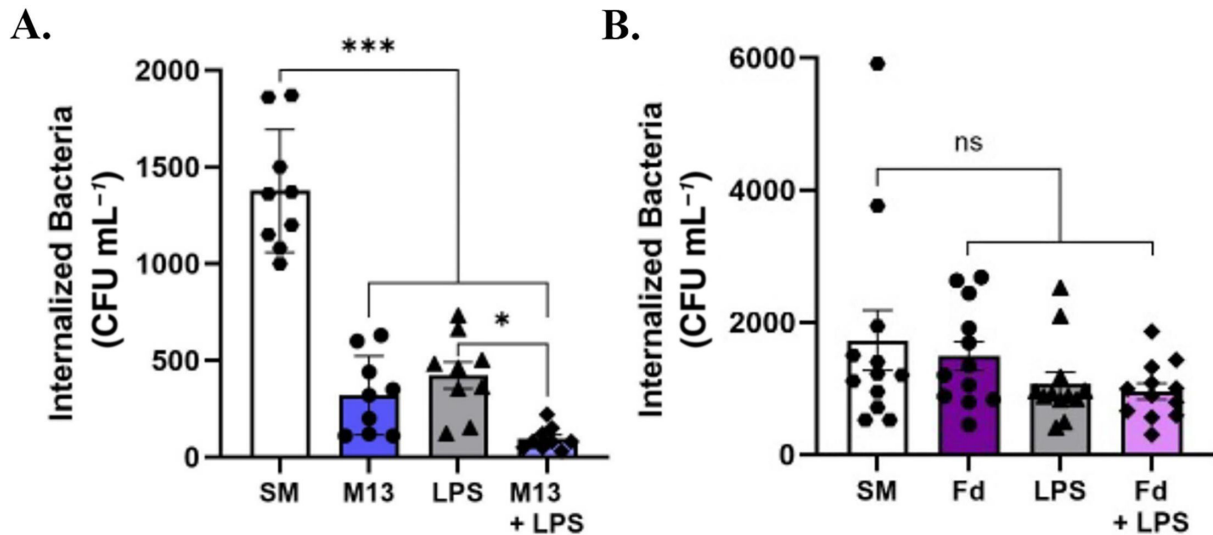 A.
Internalized Bacteria
(CFU mL⁻¹)
2000
1500
1000
500
0
***
*
SM
M13
LPS
M13
+ LPS
B.
Internalized Bacteria
(CFU mL⁻¹)
6000
4000
2000
0
ns
SM
Fd
LPS
Fd
+ LPS